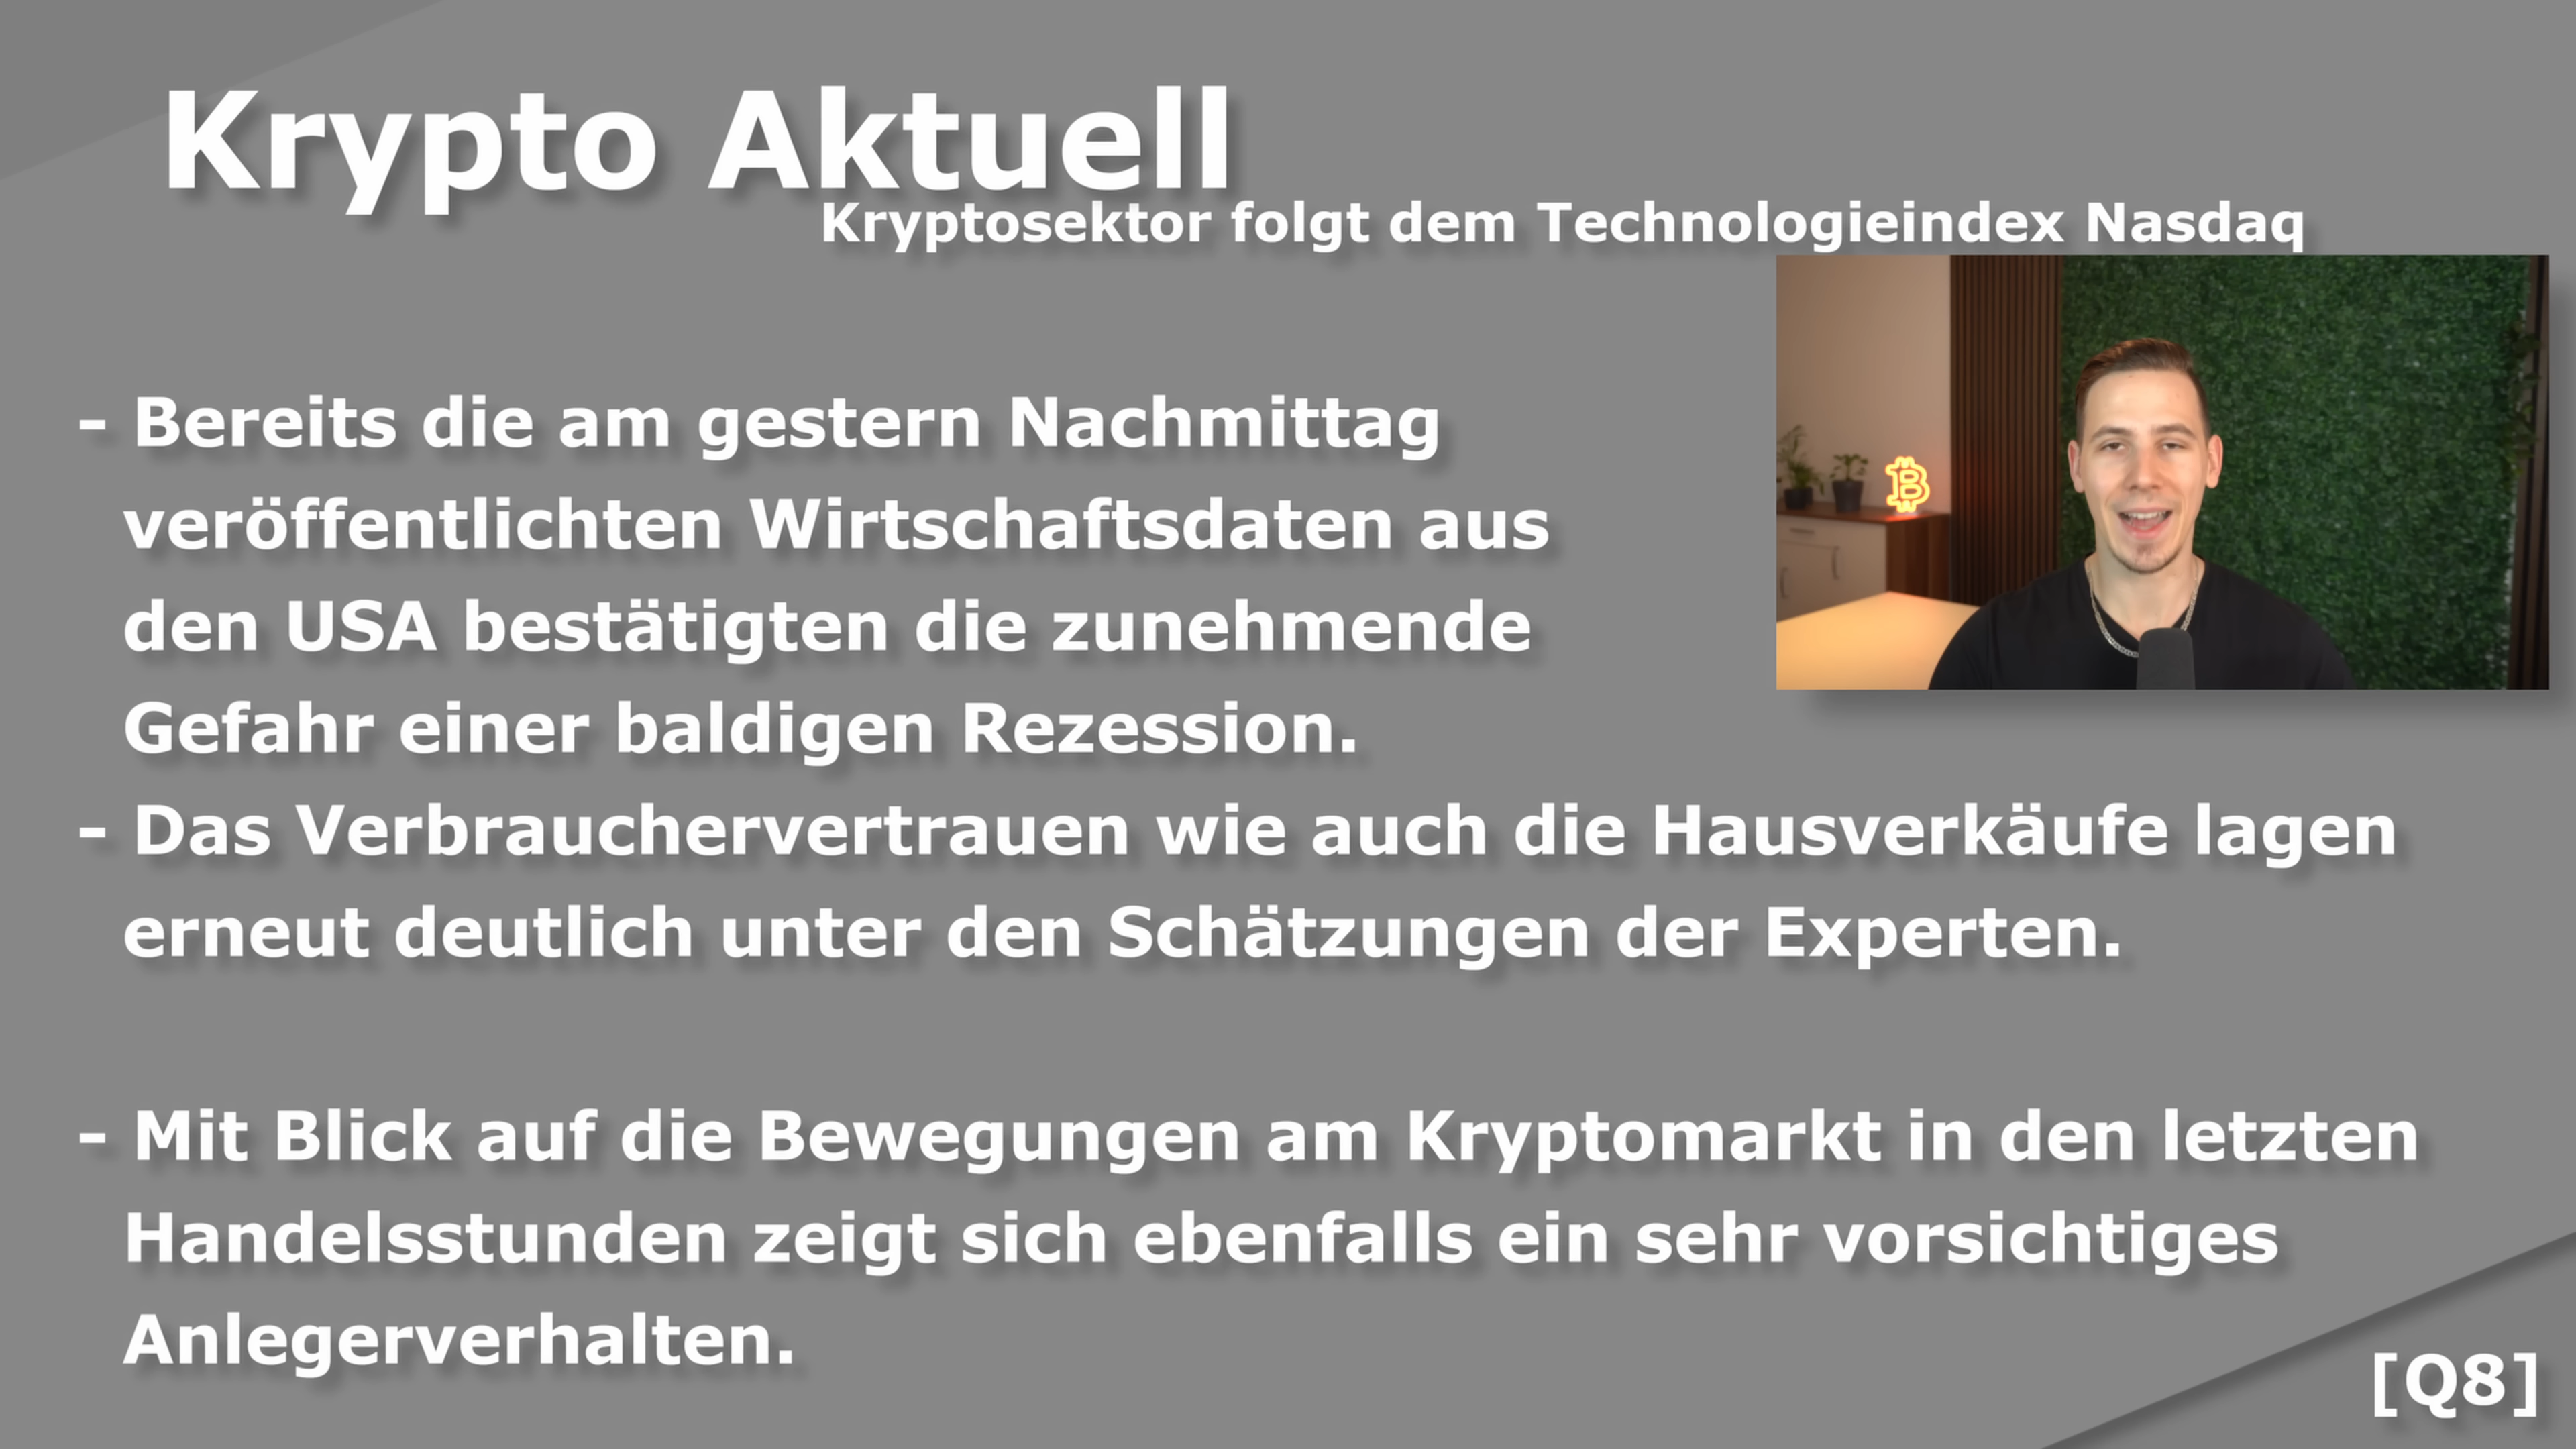 Krypto Aktuell
Kryptosektor folgt dem Technologieindex Nasdaq
- Bereits die am gestern Nachmittag
veröffentlichten Wirtschaftsdaten aus
den USA bestätigten die zunehmende
Gefahr einer baldigen Rezession.
- Das Verbrauchervertrauen wie auch die Hausverkäufe lagen
erneut deutlich unter den Schätzungen der Experten.
- Mit Blick auf die Bewegungen am Kryptomarkt in den letzten
Handelsstunden zeigt sich ebenfalls ein sehr vorsichtiges
Anlegerverhalten.
[Q8]